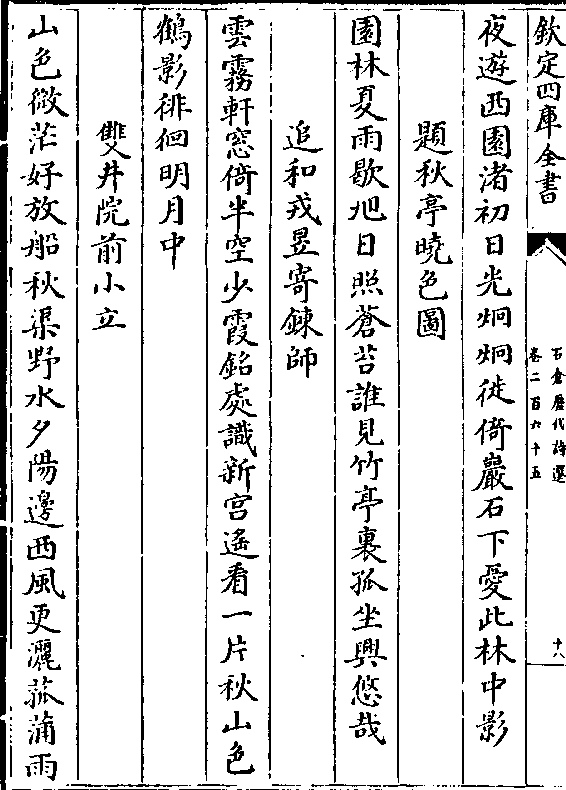 欽定四庫全書
石倉歷代詩選
卷二百六十五
十八
夜遊西園渚初日光炯炯徙倚巖石下愛此林中影
題秋亭曉色圖
園林夏雨歇旭日照蒼苔誰見竹亭裏孤坐興悠哉
追和戎昱寄鍊師
雲霧軒窓倚半空少霞銘處識新宫遙看一片秋山色
鶴影徘徊明月中
雙井院前小立
山色微茫好放船秋渠野水夕陽邊西風更灑菰蒲雨